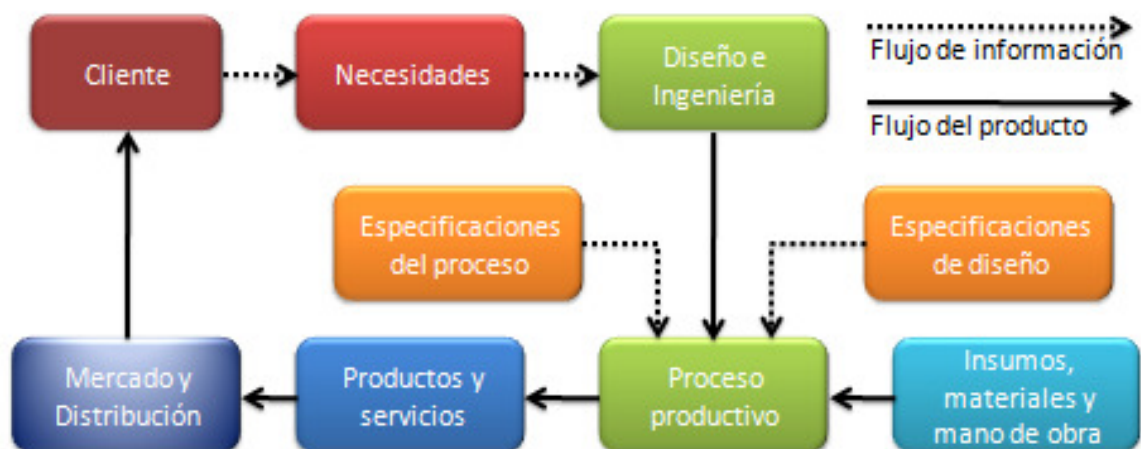 Cliente
Necesidades
Diseño e
Ingeniería
Flujo de información
Flujo del producto
Especificaciones
del proceso
Especificaciones
de diseño
Mercado y
Distribución
Productos y
servicios
Proceso
productivo
Insumos,
materiales y
mano de obra